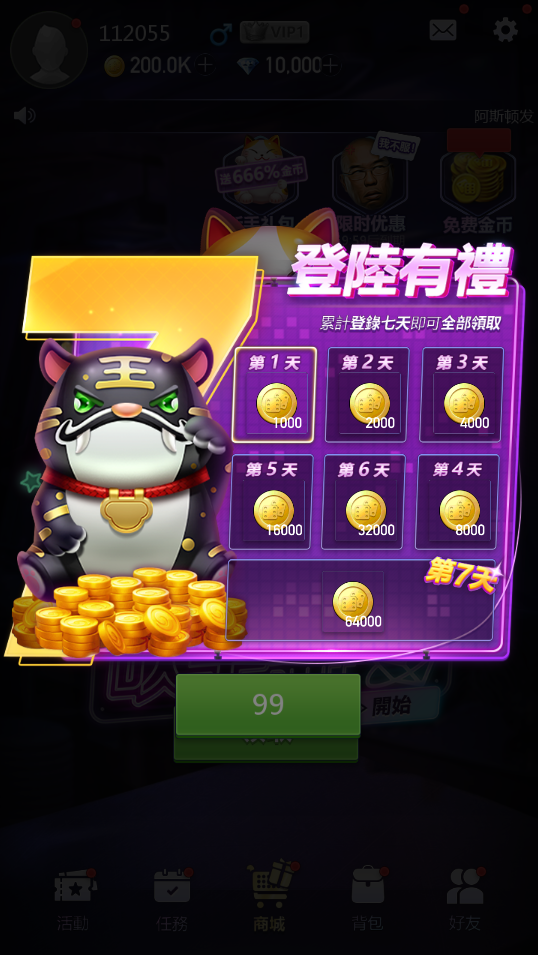 112055
VIP1
200.0K +
10,000 +
阿斯顿发
送666%金币
我不服!
新手礼包
限时优惠
免费金币
登陸有禮
累計登錄七天即可全部領取
王
第 1 天
1000
第 2 天
2000
第 3 天
4000
第 5 天
16000
第 6 天
32000
第 4 天
8000
第7天
64000
99
開始
活動
任務
商城
背包
好友